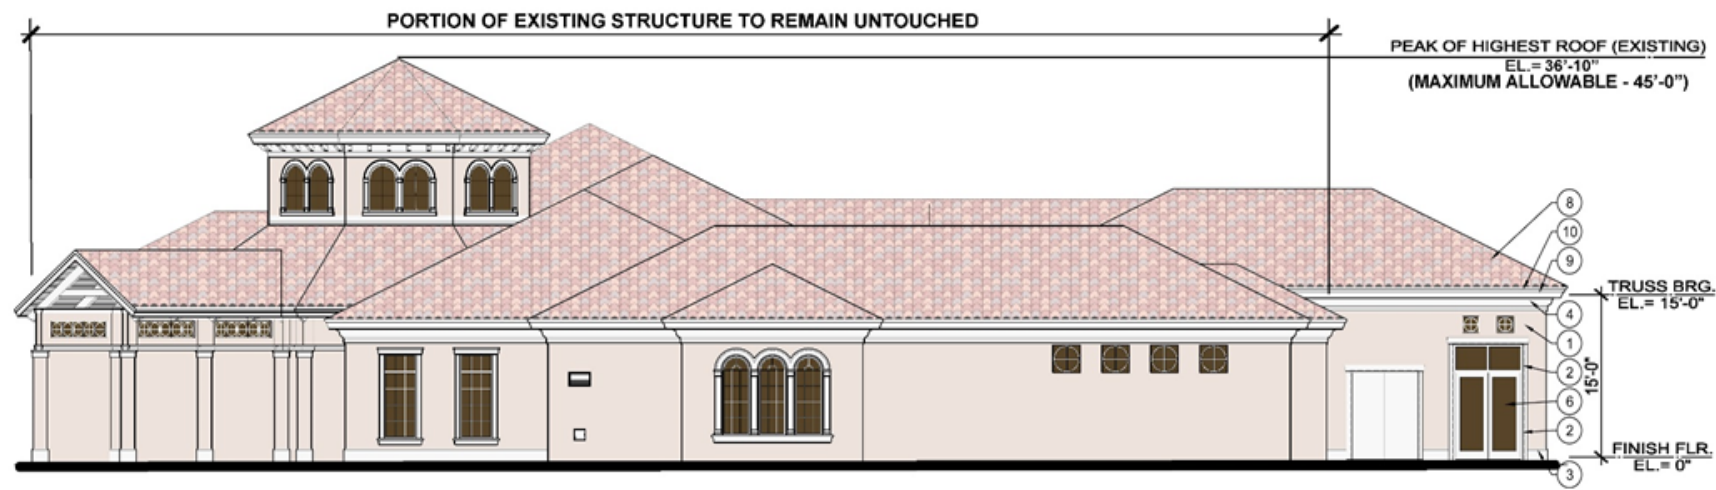 PORTION OF EXISTING STRUCTURE TO REMAIN UNTOUCHED
PEAK OF HIGHEST ROOF (EXISTING)
EL.= 36'-10"
(MAXIMUM ALLOWABLE - 45'-0")
8
10
9
TRUSS BRG.
EL.= 15'-0"
4
1
2
15'-0"
6
2
FINISH FLR.
EL.= 0"
3